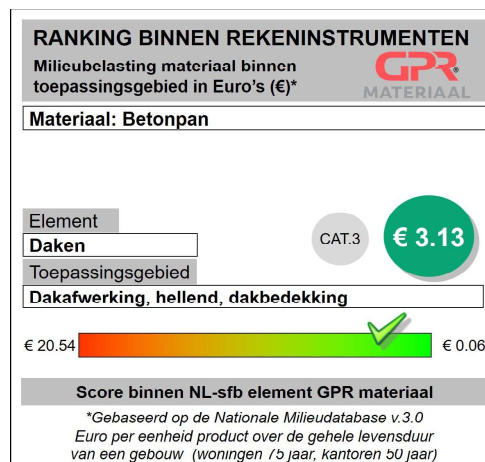 RANKING BINNEN REKENINSTRUMENTEN
Milieubelasting materiaal binnen
toepassingsgebied in Euro's (€)*
GPR®
MATERIAAL
Materiaal: Betonpan
Element
Daken
CAT.3
€ 3.13
Toepassingsgebied
Dakafwerking, hellend, dakbedekking
€ 20.54
€ 0.06
Score binnen NL-sfb element GPR materiaal
*Gebaseerd op de Nationale Milieudatabase v.3.0
Euro per eenheid product over de gehele levensduur
van een gebouw (woningen 75 jaar, kantoren 50 jaar)